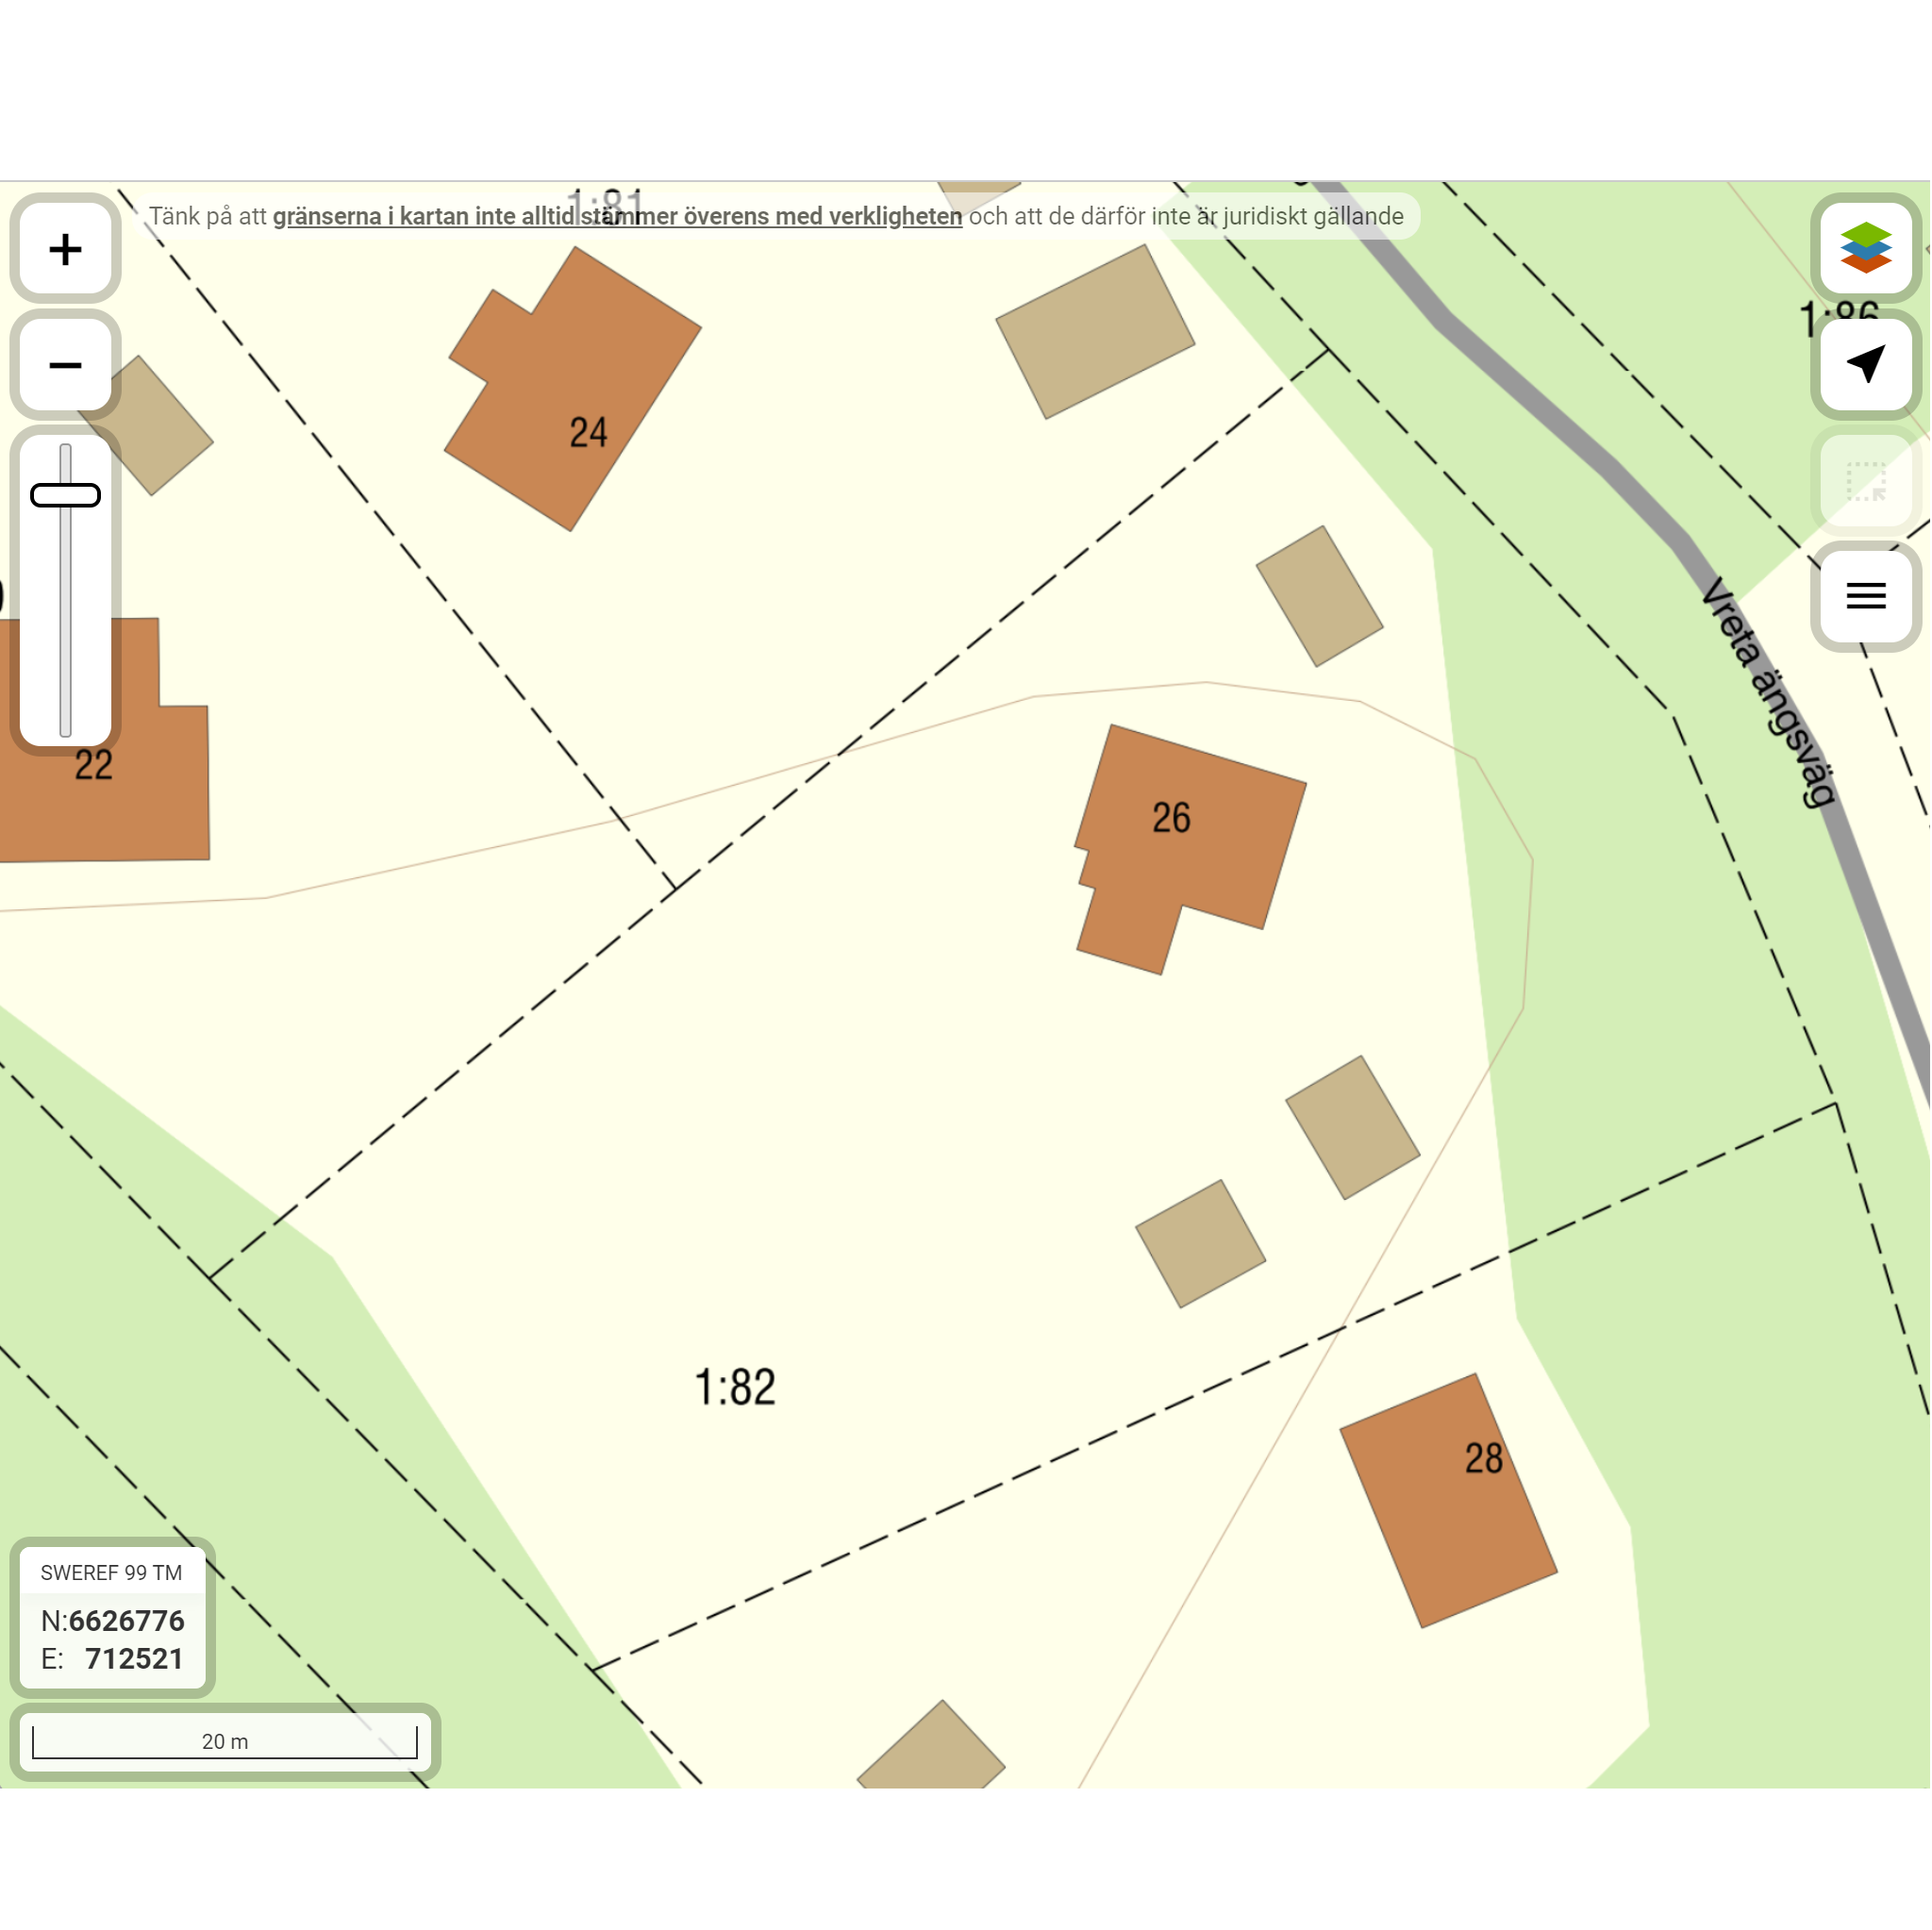 1:81
Tänk på att gränserna i kartan inte alltid stämmer överens med verkligheten och att de därför inte är juridiskt gällande
1:86
24
Vreta ängsväg
22
26
1:82
28
SWEREF 99 TM
N:6626776
E: 712521
20 m